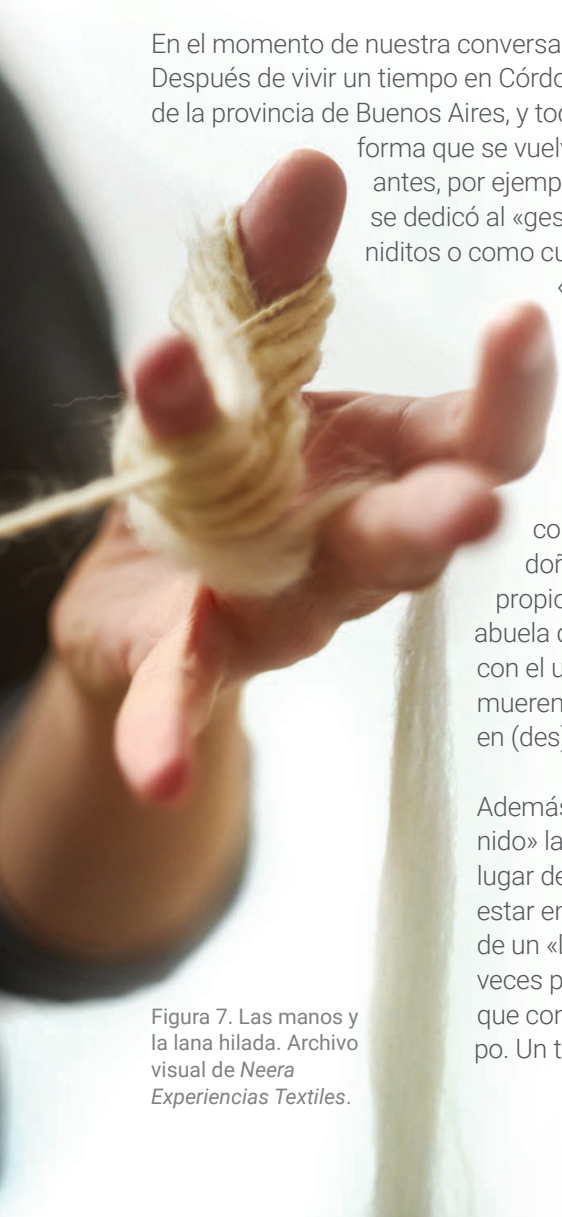 En el momento de nuestra conversa
Después de vivir un tiempo en Córdo
de la provincia de Buenos Aires, y to
forma que se vuelv
antes, por ejemp
se dedicó al «ges
niditos o como cu
«
co
doñ
propio
abuela
con el u
mueren
en (des)
Además
nido» la
lugar de
estar en
de un «l
veces p
que con
po. Un t
Figura 7. Las manos y
la lana hilada. Archivo
visual de Neera
Experiencias Textiles.